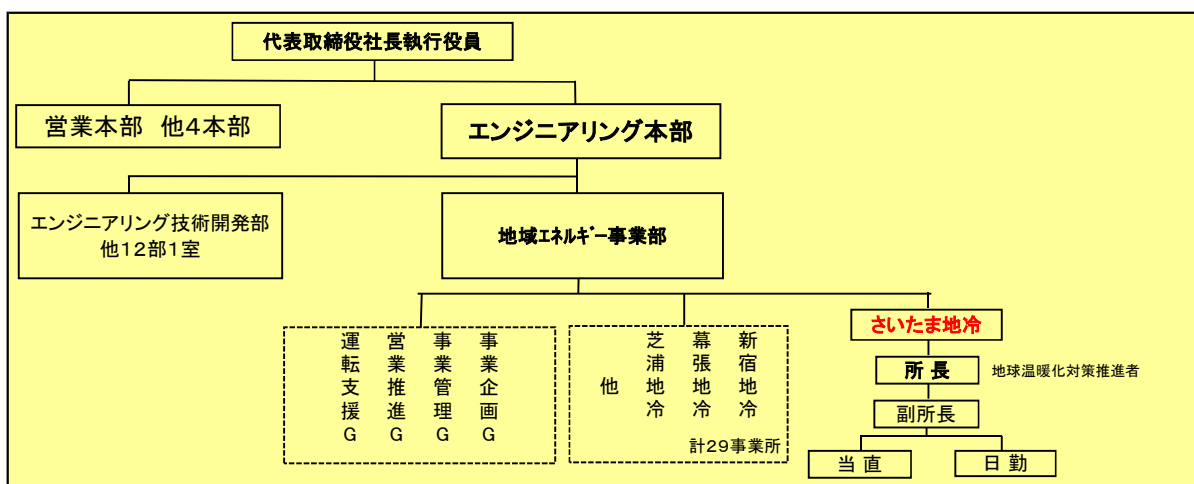 代表取締役社長執行役員
営業本部 他4本部
エンジニアリング本部
エンジニアリング技術開発部
他12部1室
地域エネルギー事業部
事業企画G
事業管理G
営業推進G
運転支援G
新宿地冷
幕張地冷
芝浦地冷
他
計29事業所
さいたま地冷
所長
地球温暖化対策推進者
副所長
当直
日勤